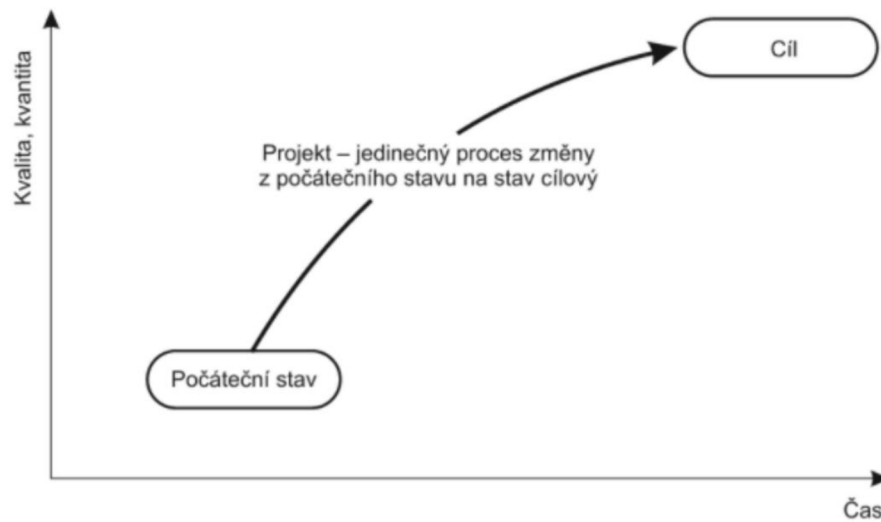 Kvalita, kvantita
Cíl
Projekt – jedinečný proces změny
z počátečního stavu na stav cílový
Počáteční stav
Čas